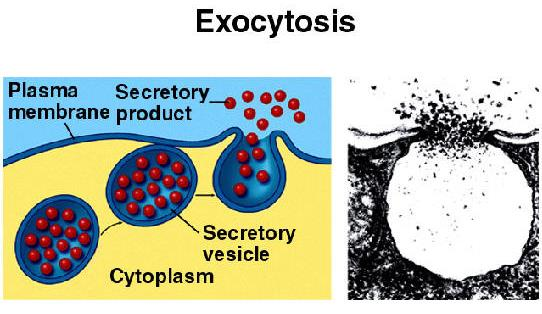 Exocytosis
Plasma
membrane
Secretory
product
Secretory
vesicle
Cytoplasm